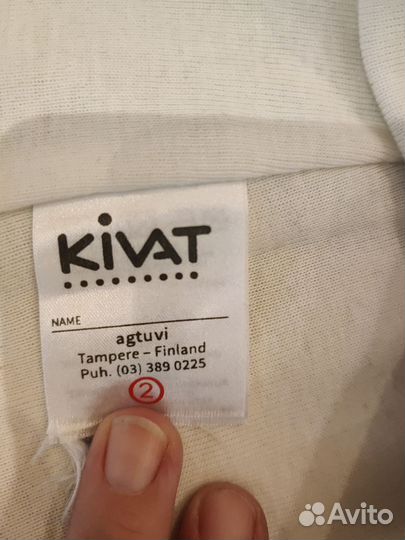 KiVAT
NAME
agtuvi
Tampere – Finland
Puh. (03) 389 0225
2
Avito